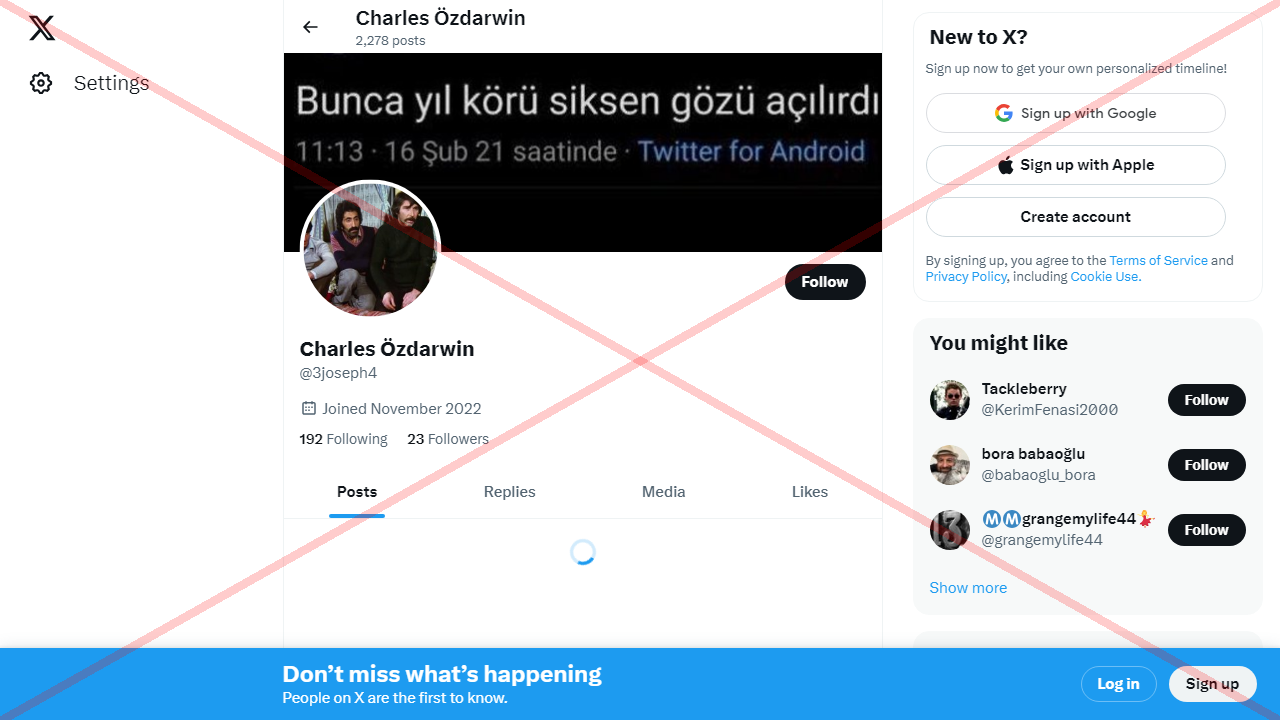 Settings
Charles Özdarwin
2,278 posts
Bunca yıl körü siksen gözü açılırdı
11:13 · 16 Şub 21 saatinde · Twitter for Android
Follow
Charles Özdarwin
@3joseph4
Joined November 2022
192 Following 23 Followers
Posts Replies Media Likes
New to X?
Sign up now to get your own personalized timeline!
Sign up with Google
Sign up with Apple
Create account
By signing up, you agree to the Terms of Service and
Privacy Policy, including Cookie Use.
You might like
Tackleberry
@KerimFenasi2000
Follow
bora babaoğlu
@babaoglu_bora
Follow
Ⓜ️Ⓜ️grangemylife44💃
@grangemylife44
Follow
Show more
Don’t miss what’s happening
People on X are the first to know.
Log in
Sign up